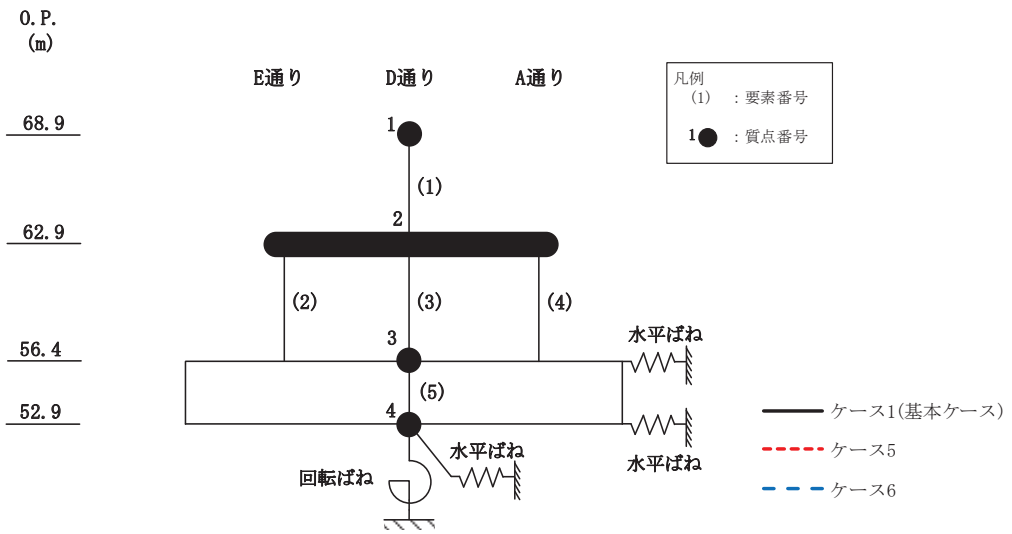 O.P.
(m)
E通り
D通り
A通り
凡例
(1) :要素番号
1 :質点番号
68.9
1
(1)
62.9
2
(2)
(3)
(4)
56.4
3
水平ばね
(5)
52.9
4
水平ばね
水平ばね
回転ばね
ケース1(基本ケース)
ケース5
ケース6